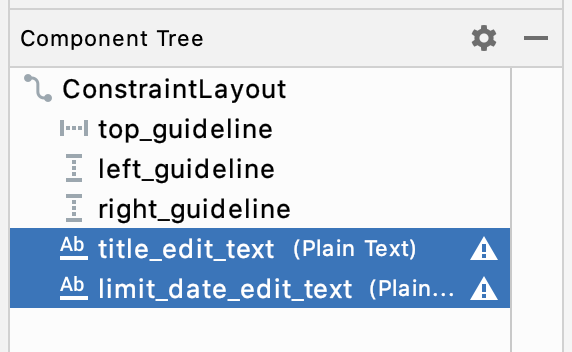 Component Tree
ConstraintLayout
top_guideline
left_guideline
right_guideline
Ab title_edit_text (Plain Text)
Ab limit_date_edit_text (Plain...